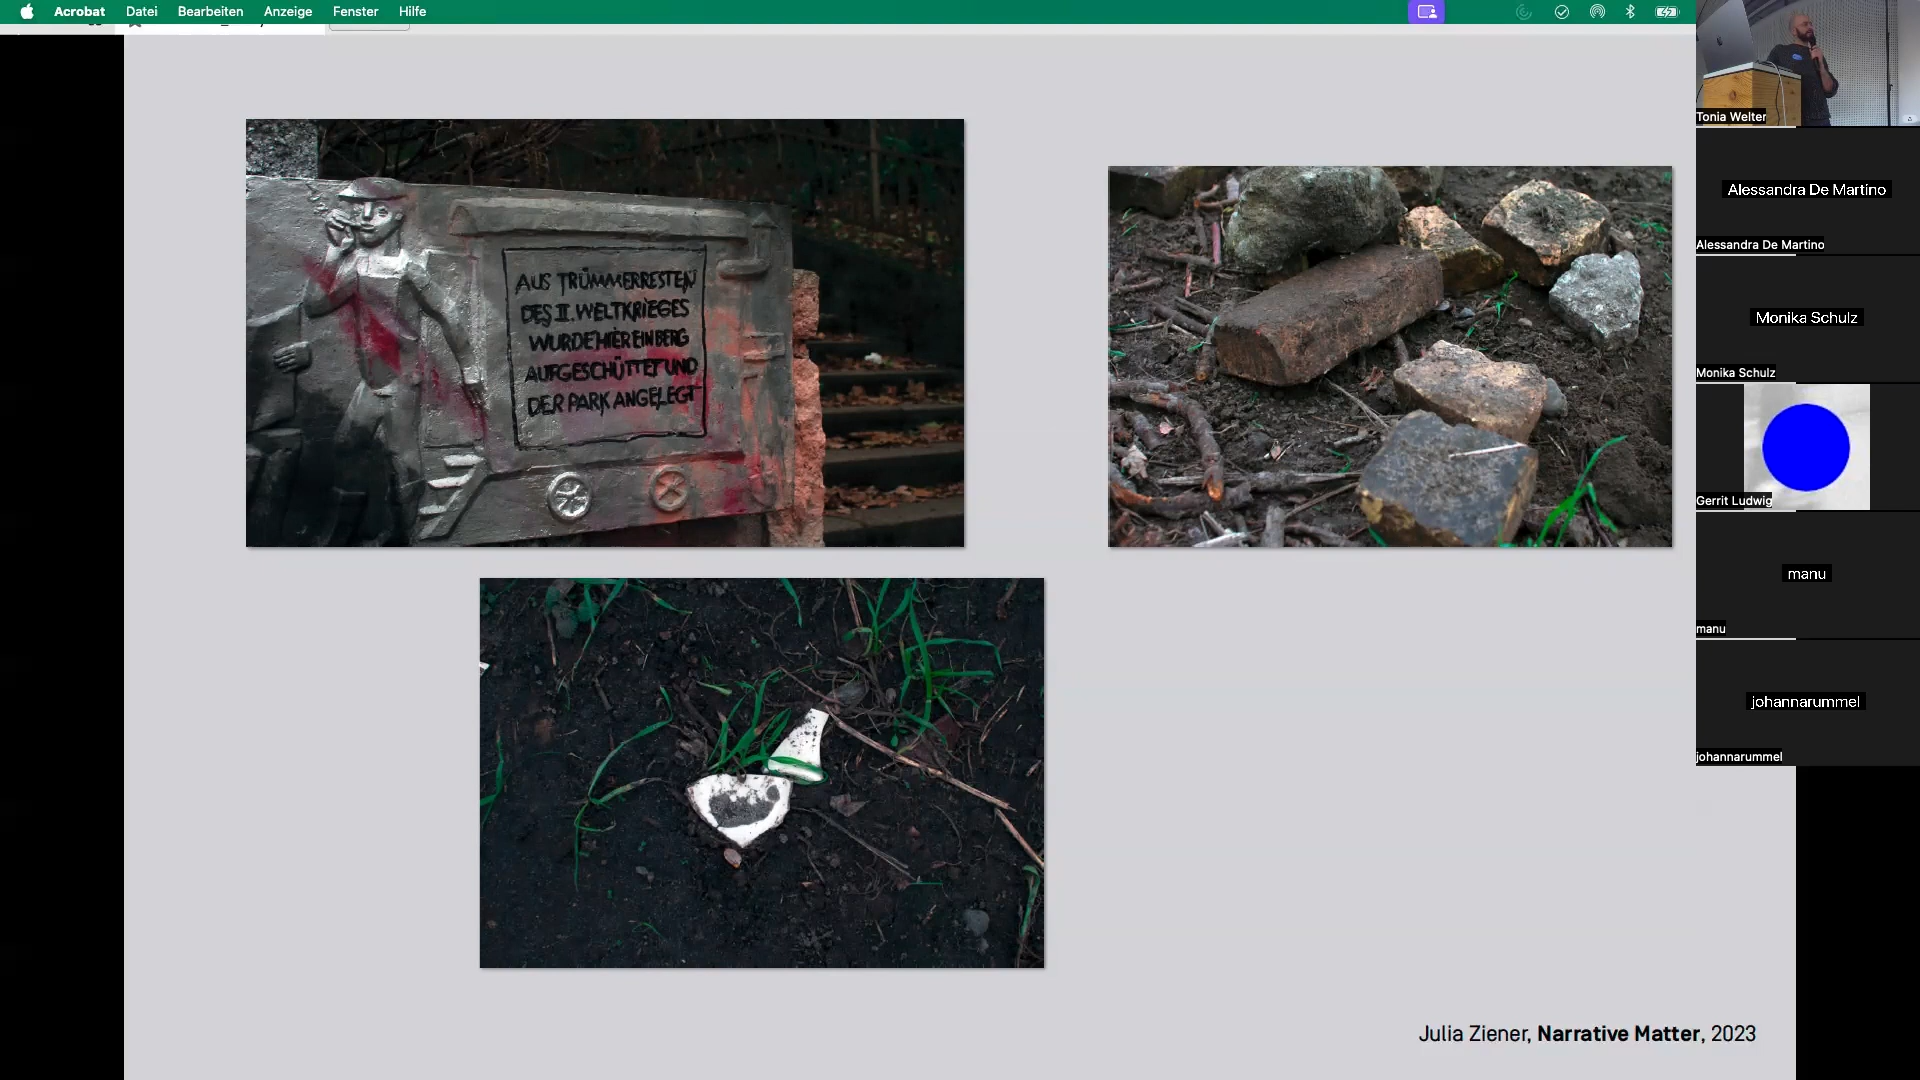 Acrobat Datei Bearbeiten Anzeige Fenster Hilfe
AUS TRÜMMERRESTEN
DES II. WELTKRIEGES
WURDE HIER EIN BERG
AUFGESCHÜTTET UND
DER PARK ANGELEGT
Julia Ziener, Narrative Matter, 2023
Tonia Welter
Alessandra De Martino
Alessandra De Martino
Monika Schulz
Monika Schulz
Gerrit Ludwig
manu
manu
johannarummel
johannarummel